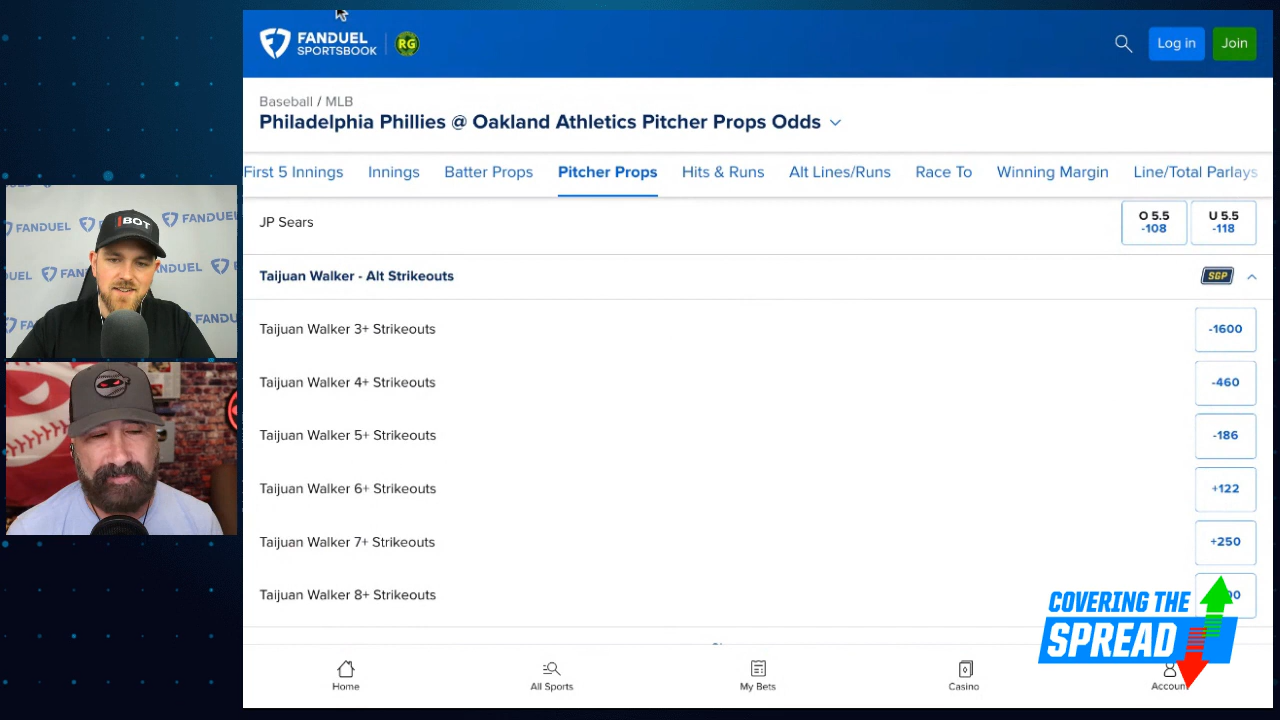 FANDUEL
SPORTSBOOK
RG
Log in
Join
Baseball / MLB
Philadelphia Phillies @ Oakland Athletics Pitcher Props Odds
First 5 Innings Innings Batter Props Pitcher Props Hits & Runs Alt Lines/Runs Race To Winning Margin Line/Total Parlays
JP Sears
O 5.5
-108
U 5.5
-118
Taijuan Walker - Alt Strikeouts
SGP
Taijuan Walker 3+ Strikeouts
-1600
Taijuan Walker 4+ Strikeouts
-460
Taijuan Walker 5+ Strikeouts
-186
Taijuan Walker 6+ Strikeouts
+122
Taijuan Walker 7+ Strikeouts
+250
Taijuan Walker 8+ Strikeouts
COVERING THE
SPREAD
Home
All Sports
My Bets
Casino
Account
FANDUEL
FANDUEL
IBOT
FANDUEL
FANDUEL